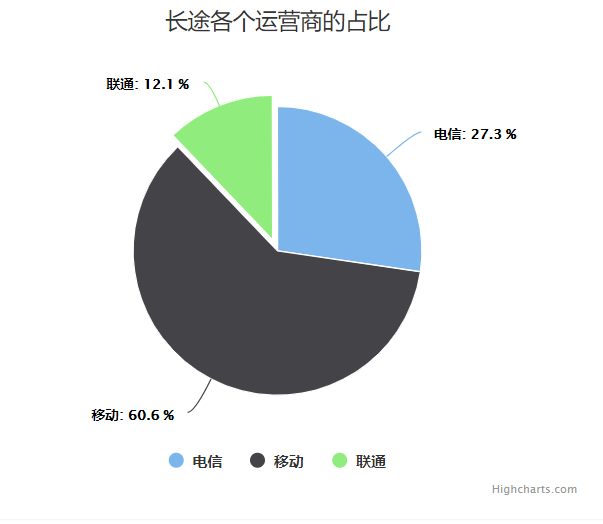 长途各个运营商的占比
联通: 12.1 %
电信: 27.3 %
移动: 60.6 %
电信 移动 联通
Highcharts.com